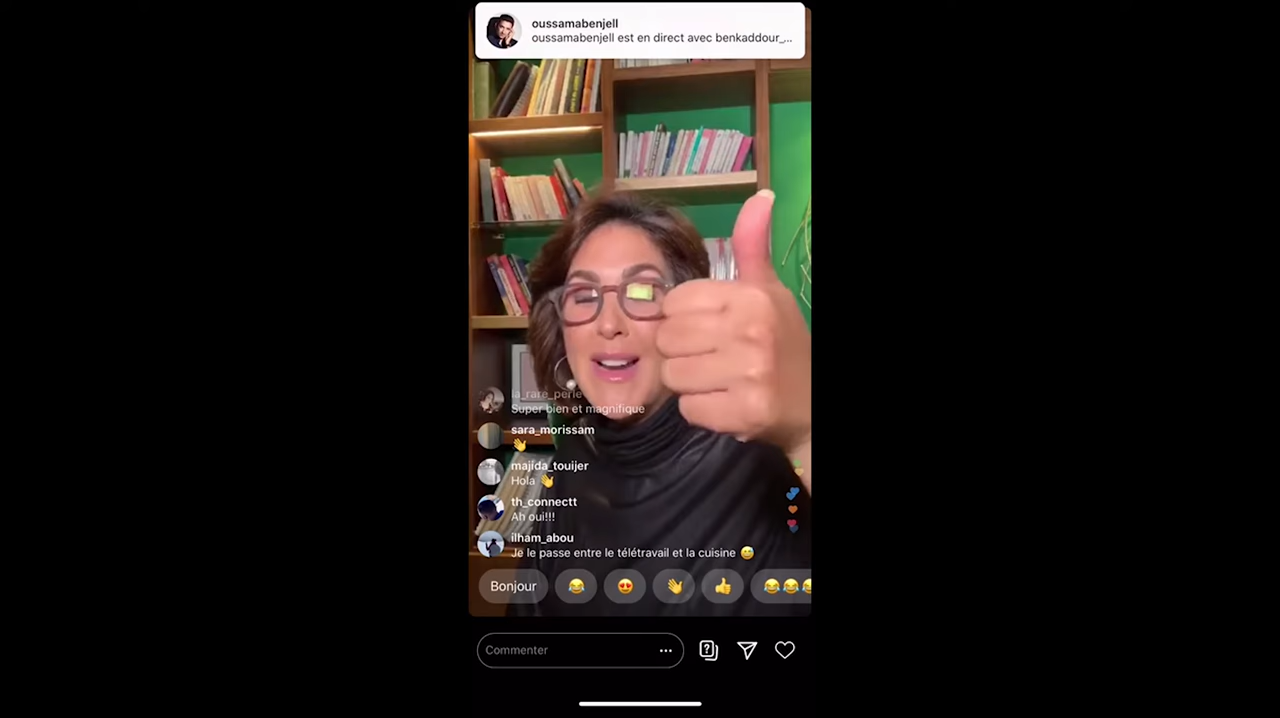 oussamabenjell
oussamabenjell est en direct avec benkaddour_...
la_rare_perle
Super bien et magnifique
sara_morissam
👋
majida_touijer
Hola 👋
th_connectt
Ah oui!!!
ilham_abou
Je le passe entre le télétravail et la cuisine 😅
Bonjour 😂 😍 👋 👍 😂😂😂
Commenter ...